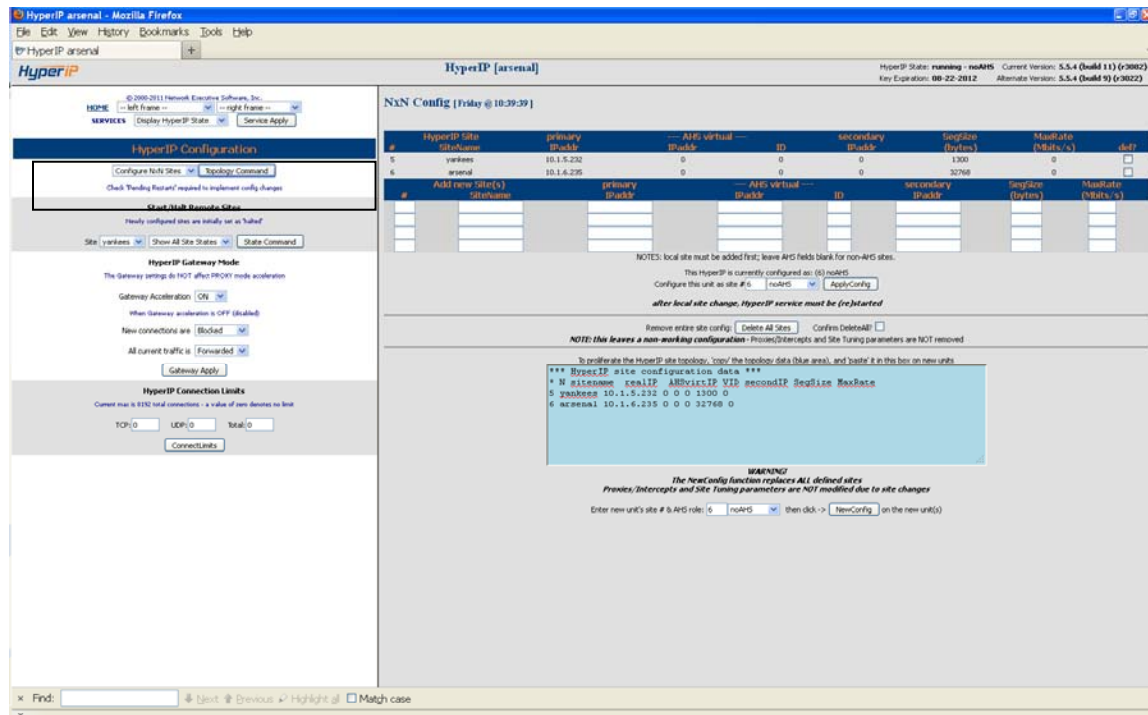 HyperIP arsenal - Mozilla Firefox
File Edit View History Bookmarks Tools Help
HyperIP arsenal +
HyperIP
HyperIP [arsenal]
HyperIP State: running - noAHS Current Version: 5.5.4 (build 11) (r3082)
Key Expiration: 08-22-2012 Alternate Version: 5.5.4 (build 9) (r3022)
© 2000-2011 Network Executive Software, Inc.
HOME -- left frame -- -- right frame --
SERVICES Display HyperIP State Service Apply
HyperIP Configuration
Configure NxN Sites Topology Command
Check 'Pending Restarts' required to implement config changes
Start/Halt Remote Sites
Newly configured sites are initially set as 'halted'
Site yankees Show All Site States State Command
HyperIP Gateway Mode
The Gateway settings do NOT affect PROXY mode acceleration
Gateway Acceleration ON
When Gateway acceleration is OFF (disabled)
New connections are Blocked
All current traffic is Forwarded
Gateway Apply
HyperIP Connection Limits
Current max is 8192 total connections - a value of zero denotes no limit
TCP: 0 UDP: 0 Total: 0
ConnectLimits
NxN Config [Friday @ 10:39:39]
HyperIP Site primary --- AHS virtual --- secondary SegSize MaxRate
# SiteName IPaddr IPaddr ID IPaddr (bytes) (Mbits/s) del?
5 yankees 10.1.5.232 0 0 0 1300 0
6 arsenal 10.1.6.235 0 0 0 32768 0
Add new Site(s) primary --- AHS virtual --- secondary SegSize MaxRate
# SiteName IPaddr IPaddr ID IPaddr (bytes) (Mbits/s)
NOTES: local site must be added first; leave AHS fields blank for non-AHS sites.
This HyperIP is currently configured as: (6) noAHS
Configure this unit as site # 6 noAHS ApplyConfig
after local site change, HyperIP service must be (re)started
Remove entire site config: Delete All Sites Confirm DeleteAll?
NOTE: this leaves a non-working configuration - Proxies/Intercepts and Site Tuning parameters are NOT removed
To proliferate the HyperIP site topology, 'copy' the topology data (blue area), and 'paste' it in this box on new units
*** HyperIP site configuration data ***
* N sitename realIP AHSvirtIP VID secondIP SegSize MaxRate
5 yankees 10.1.5.232 0 0 0 1300 0
6 arsenal 10.1.6.235 0 0 0 32768 0
WARNING!
The NewConfig function replaces ALL defined sites
Proxies/Intercepts and Site Tuning parameters are NOT modified due to site changes
Enter new unit's site # & AHS role: 6 noAHS then click -> NewConfig on the new unit(s)
× Find: Next Previous Highlight all Match case